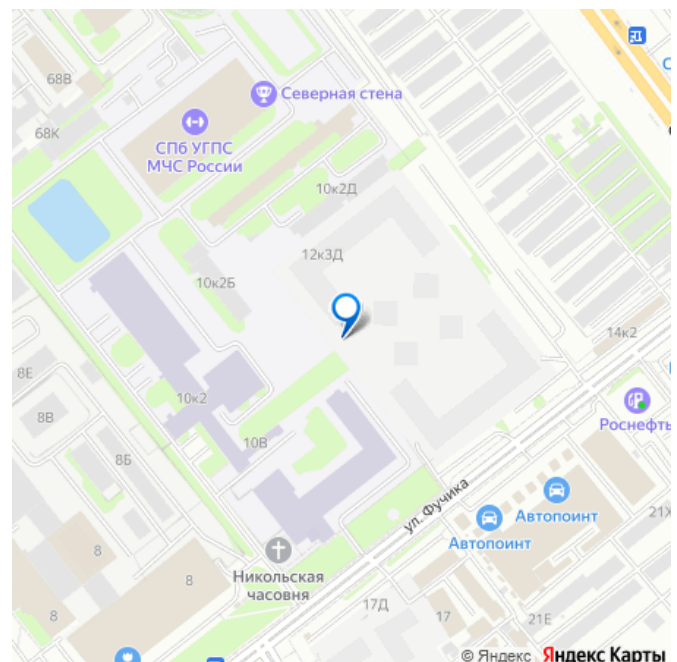 68В
Северная стена
68К
СПб УГПС
МЧС России
10к2Д
12к3Д
10к2Б
14к2
8Е
10к2
Роснефть
8В
10В
8Б
ул. Фучика
Автопоинт
21Х
Автопоинт
8
8
Никольская
часовня
17Д
17
21Е
8
© Яндекс Яндекс Карты